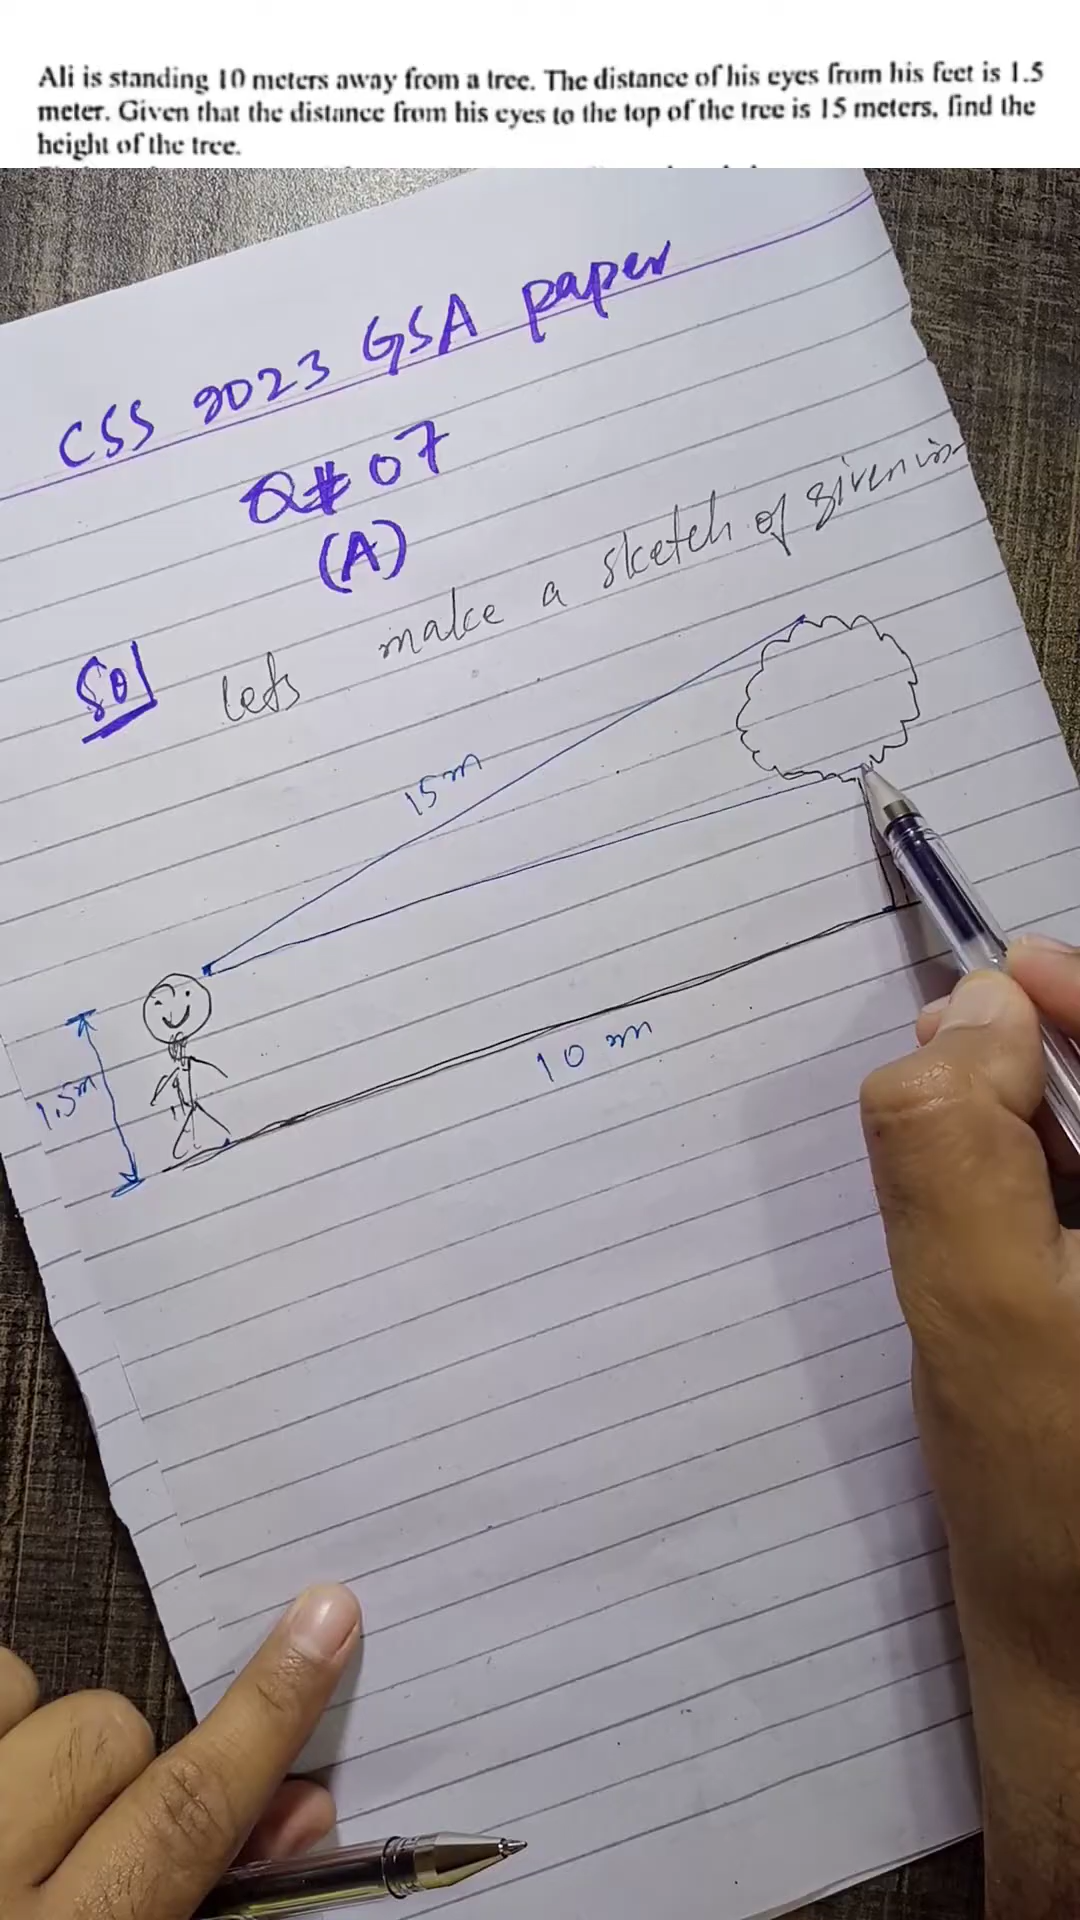 Ali is standing 10 meters away from a tree. The distance of his eyes from his feet is 1.5
meter. Given that the distance from his eyes to the top of the tree is 15 meters, find the
height of the tree.
CSS 2023 GSA paper
Q# 07
(A)
Sol lets make a sketch of given
15m
1.5m
10 m